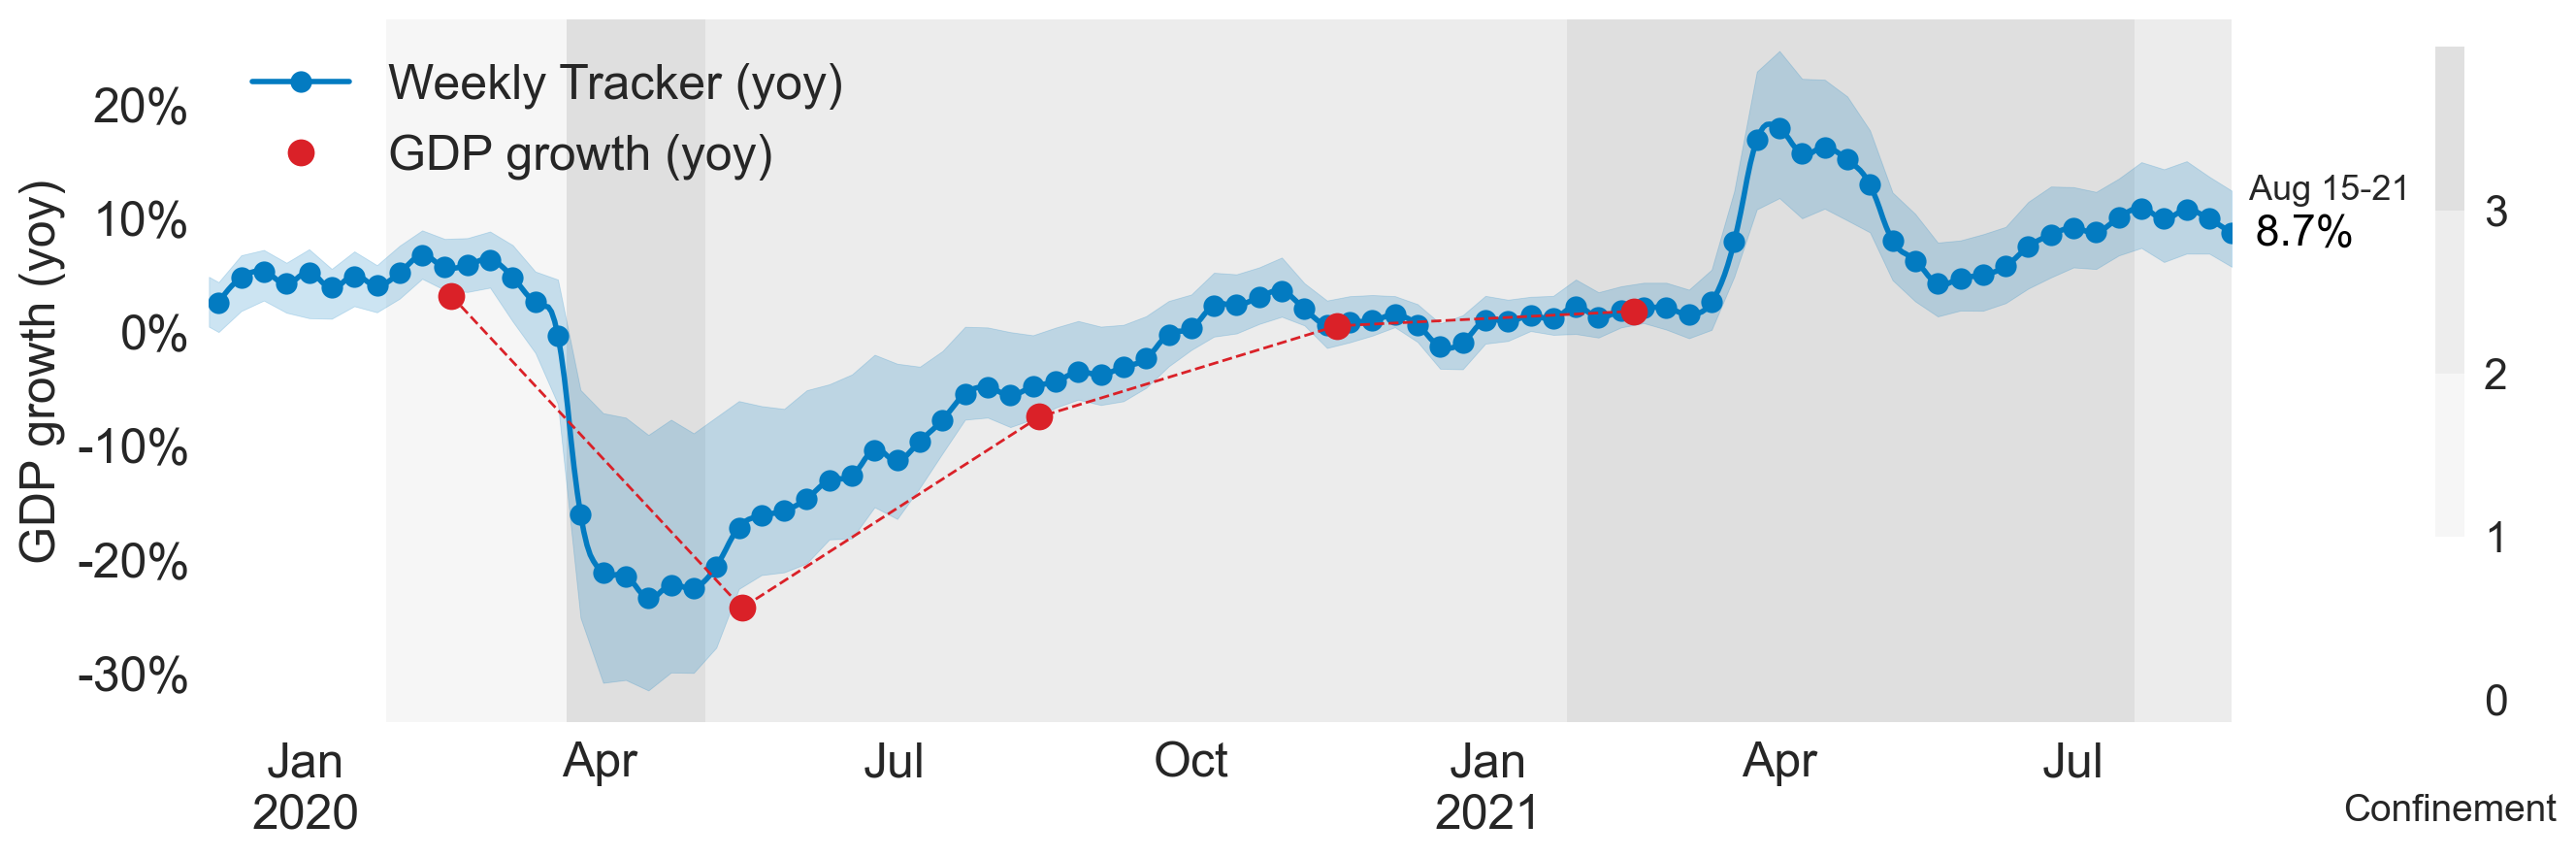 Weekly Tracker (yoy)
GDP growth (yoy)
GDP growth (yoy)
20%
10%
0%
-10%
-20%
-30%
Jan
2020
Apr
Jul
Oct
Jan
2021
Apr
Jul
Aug 15-21
8.7%
3
2
1
0
Confinement